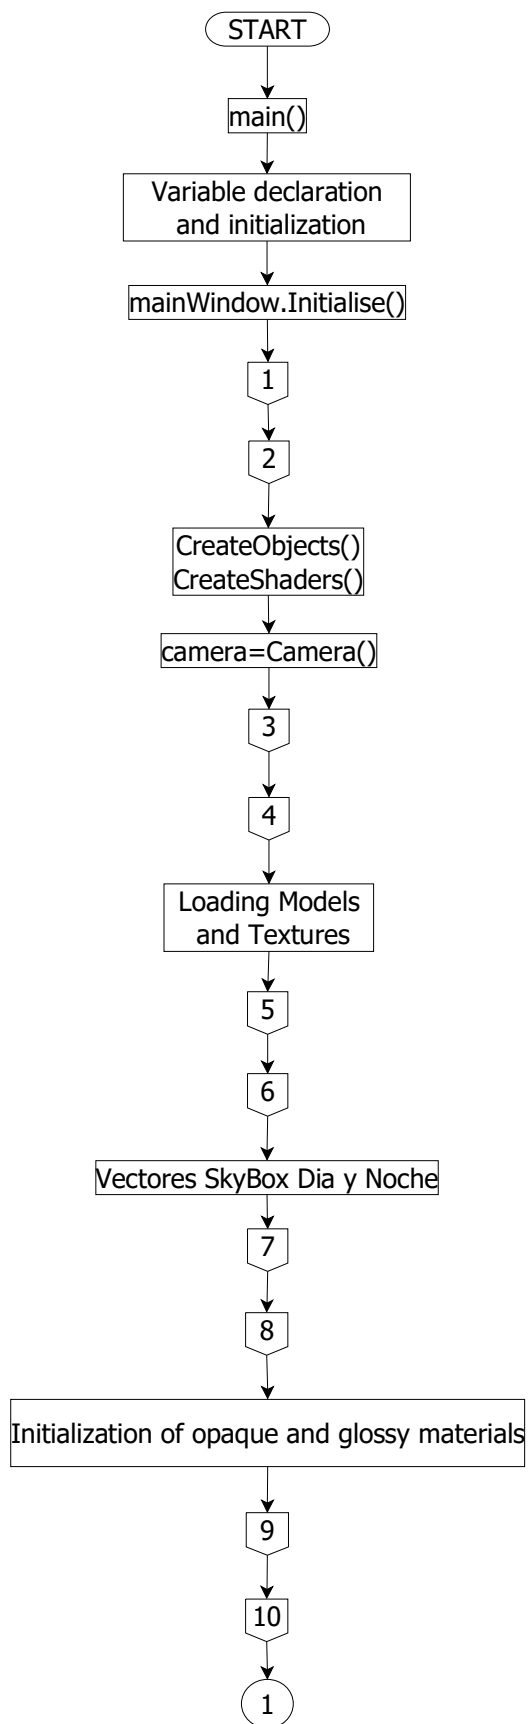 START
main()
Variable declaration
and initialization
mainWindow.Initialise()
1
2
CreateObjects()
CreateShaders()
camera=Camera()
3
4
Loading Models
and Textures
5
6
Vectores SkyBox Dia y Noche
7
8
Initialization of opaque and glossy materials
9
10
1